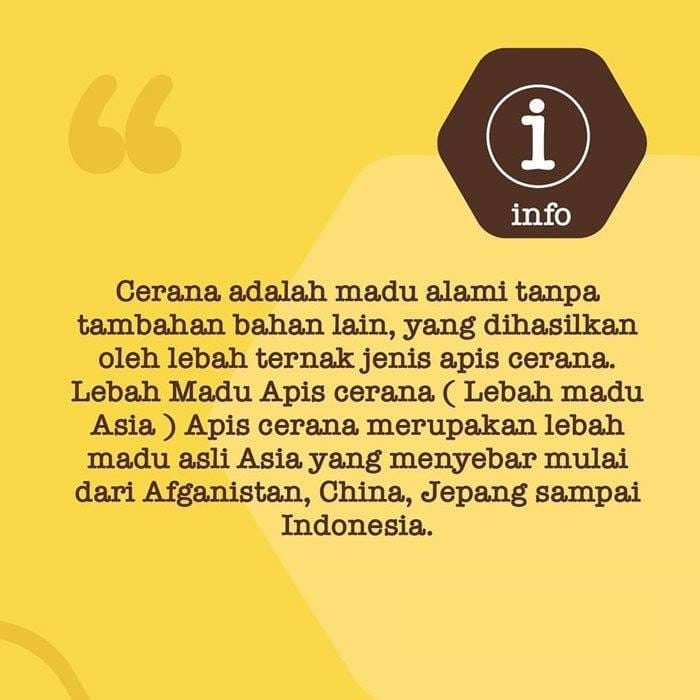 i
info
Cerana adalah madu alami tanpa
tambahan bahan lain, yang dihasilkan
oleh lebah ternak jenis apis cerana.
Lebah Madu Apis cerana ( Lebah madu
Asia ) Apis cerana merupakan lebah
madu asli Asia yang menyebar mulai
dari Afganistan, China, Jepang sampai
Indonesia.